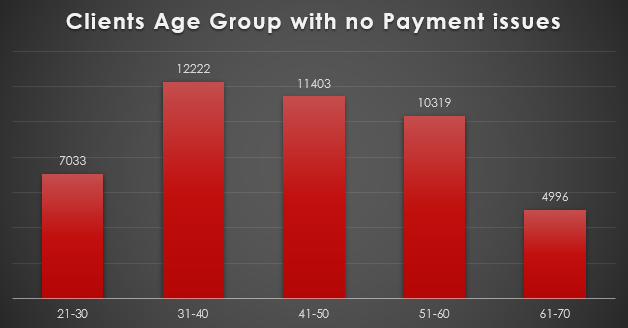 Clients Age Group with no Payment issues
12222
11403
10319
7033
4996
21-30 31-40 41-50 51-60 61-70